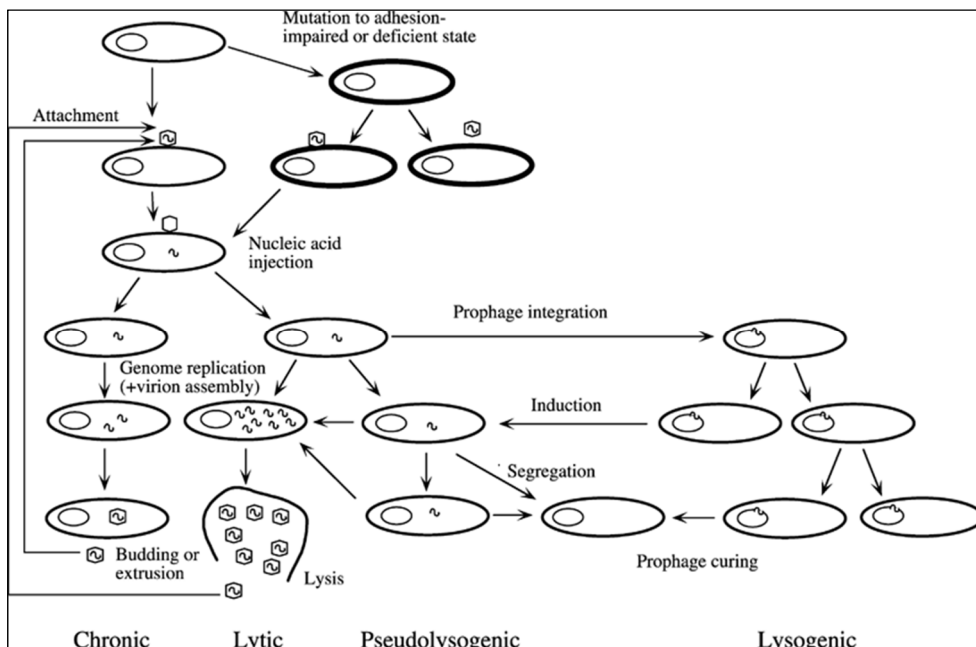 Mutation to adhesion-
impaired or deficient state
Attachment
Nucleic acid
injection
Prophage integration
Genome replication
(+virion assembly)
Induction
Segregation
Budding or
extrusion
Lysis
Prophage curing
Chronic
Lytic
Pseudolysogenic
Lysogenic